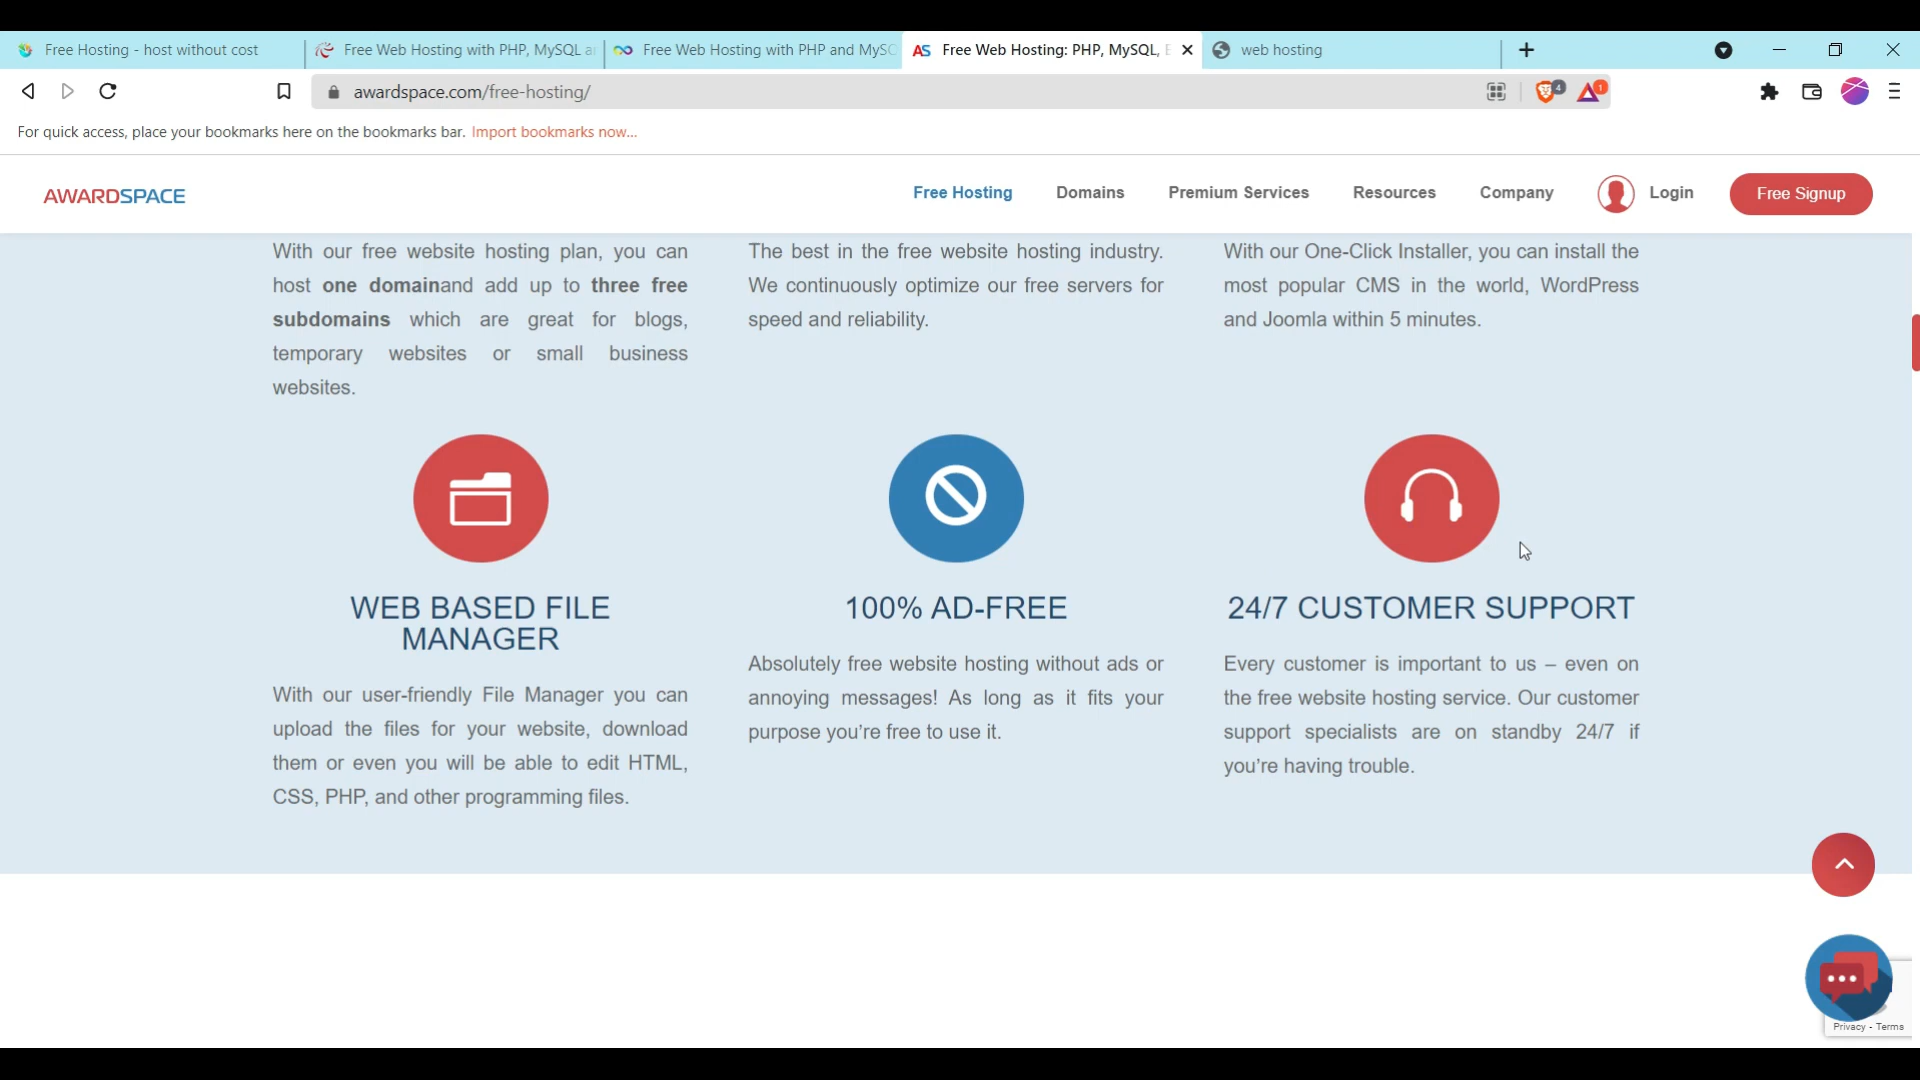 Free Hosting - host without cost
Free Web Hosting with PHP, MySQL a
Free Web Hosting with PHP and MySQ
AS Free Web Hosting: PHP, MySQL, E
web hosting
awardspace.com/free-hosting/
4
1
For quick access, place your bookmarks here on the bookmarks bar. Import bookmarks now...
AWARDSPACE
Free Hosting
Domains
Premium Services
Resources
Company
Login
Free Signup
With our free website hosting plan, you can
host one domainand add up to three free
subdomains which are great for blogs,
temporary websites or small business
websites.
The best in the free website hosting industry.
We continuously optimize our free servers for
speed and reliability.
With our One-Click Installer, you can install the
most popular CMS in the world, WordPress
and Joomla within 5 minutes.
WEB BASED FILE
MANAGER
With our user-friendly File Manager you can
upload the files for your website, download
them or even you will be able to edit HTML,
CSS, PHP, and other programming files.
100% AD-FREE
Absolutely free website hosting without ads or
annoying messages! As long as it fits your
purpose you’re free to use it.
24/7 CUSTOMER SUPPORT
Every customer is important to us – even on
the free website hosting service. Our customer
support specialists are on standby 24/7 if
you’re having trouble.
Privacy - Terms